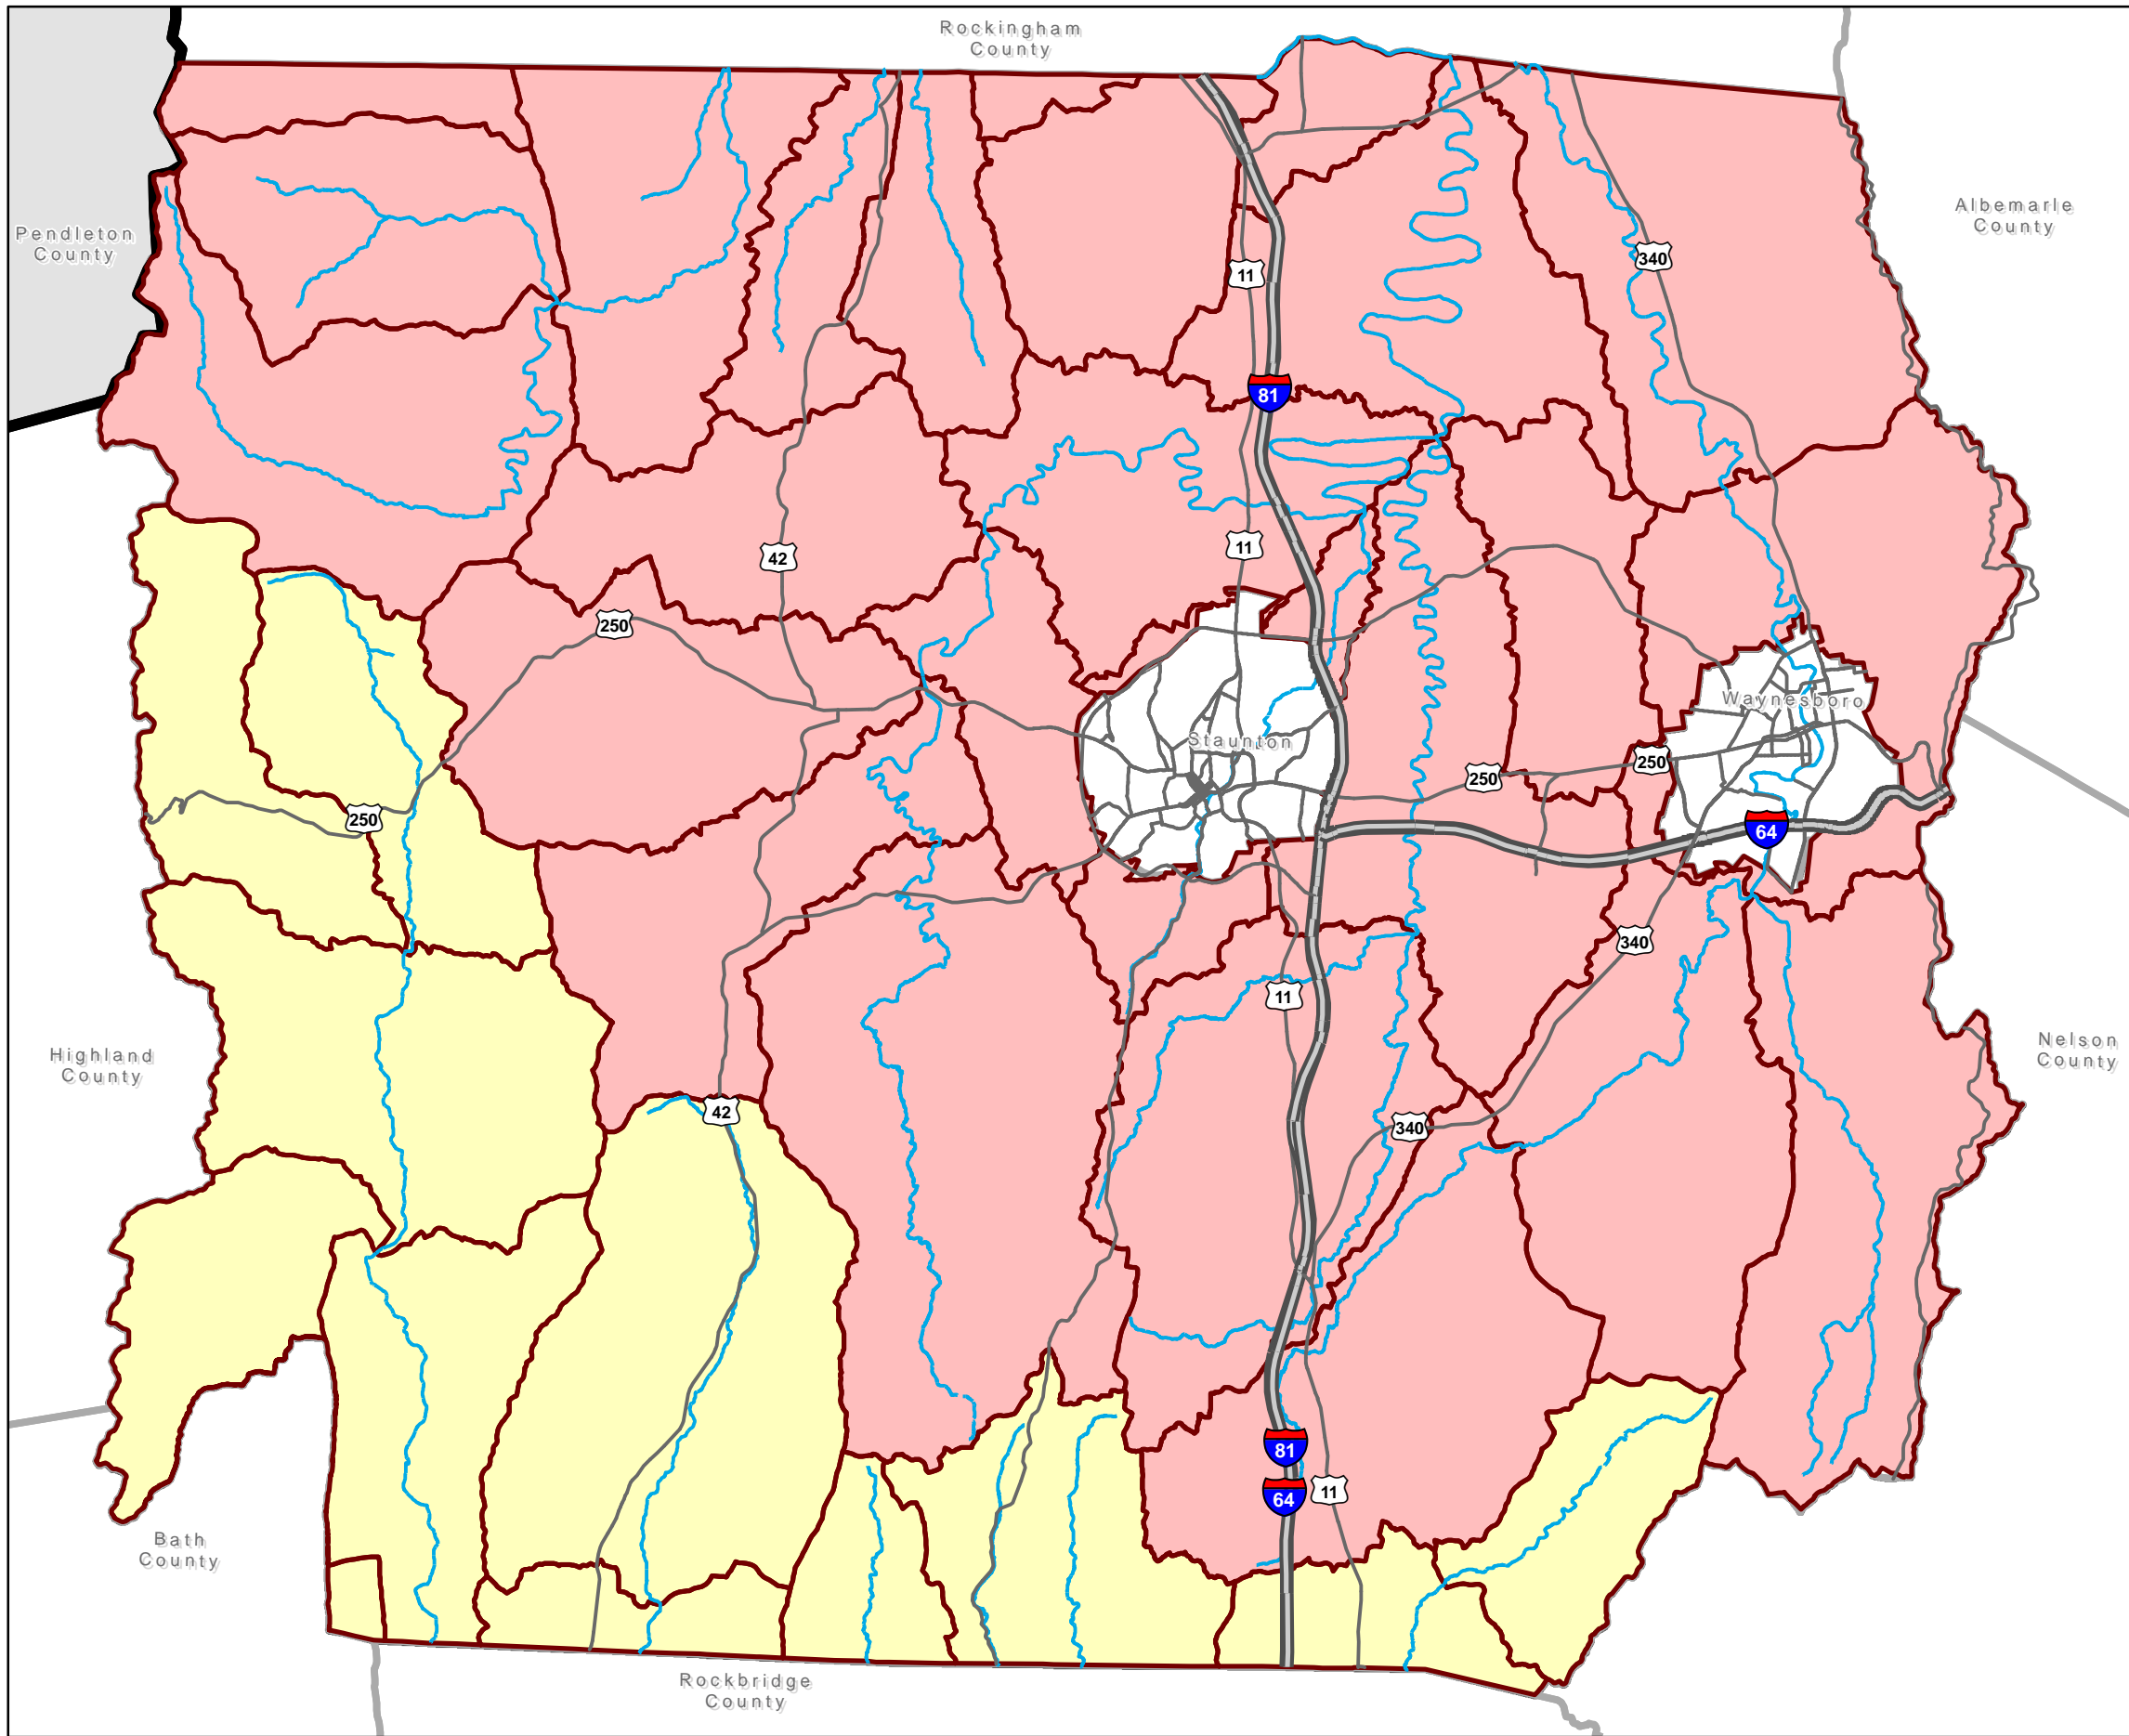 Rockingham
County
Albemarle
County
Pendleton
County
340
11
81
11
42
250
Waynesboro
Staunton
250
250
250
64
340
11
Highland
County
Nelson
County
42
340
81
64
11
Bath
County
Rockbridge
County